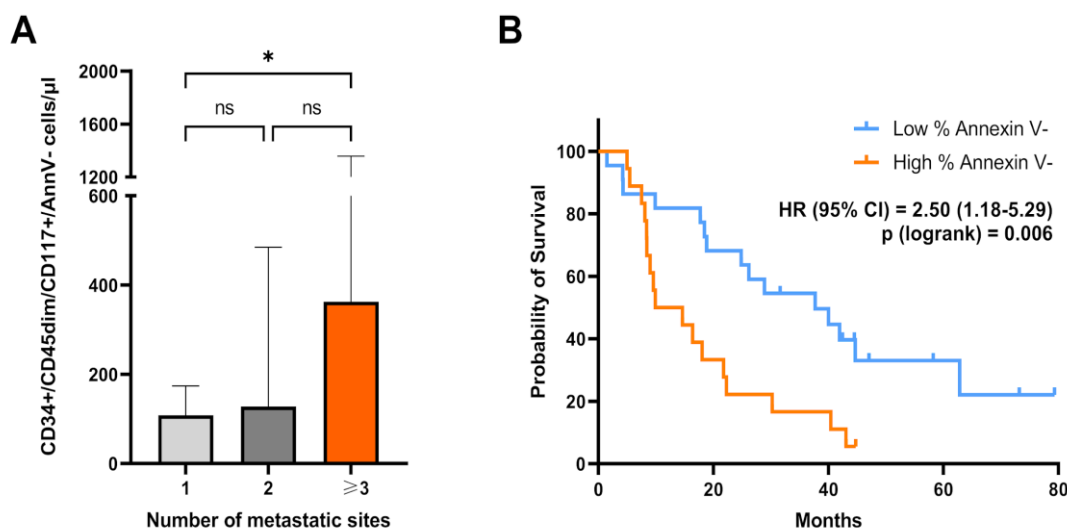 A
CD34+/CD45dim/CD117+/AnnV- cells/µl
2000
1600
1200
600
400
200
0
*
ns
ns
1
2
⩾3
Number of metastatic sites
B
Low % Annexin V-
High % Annexin V-
HR (95% CI) = 2.50 (1.18-5.29)
p (logrank) = 0.006
Probability of Survival
100
80
60
40
20
0
0
20
40
60
80
Months